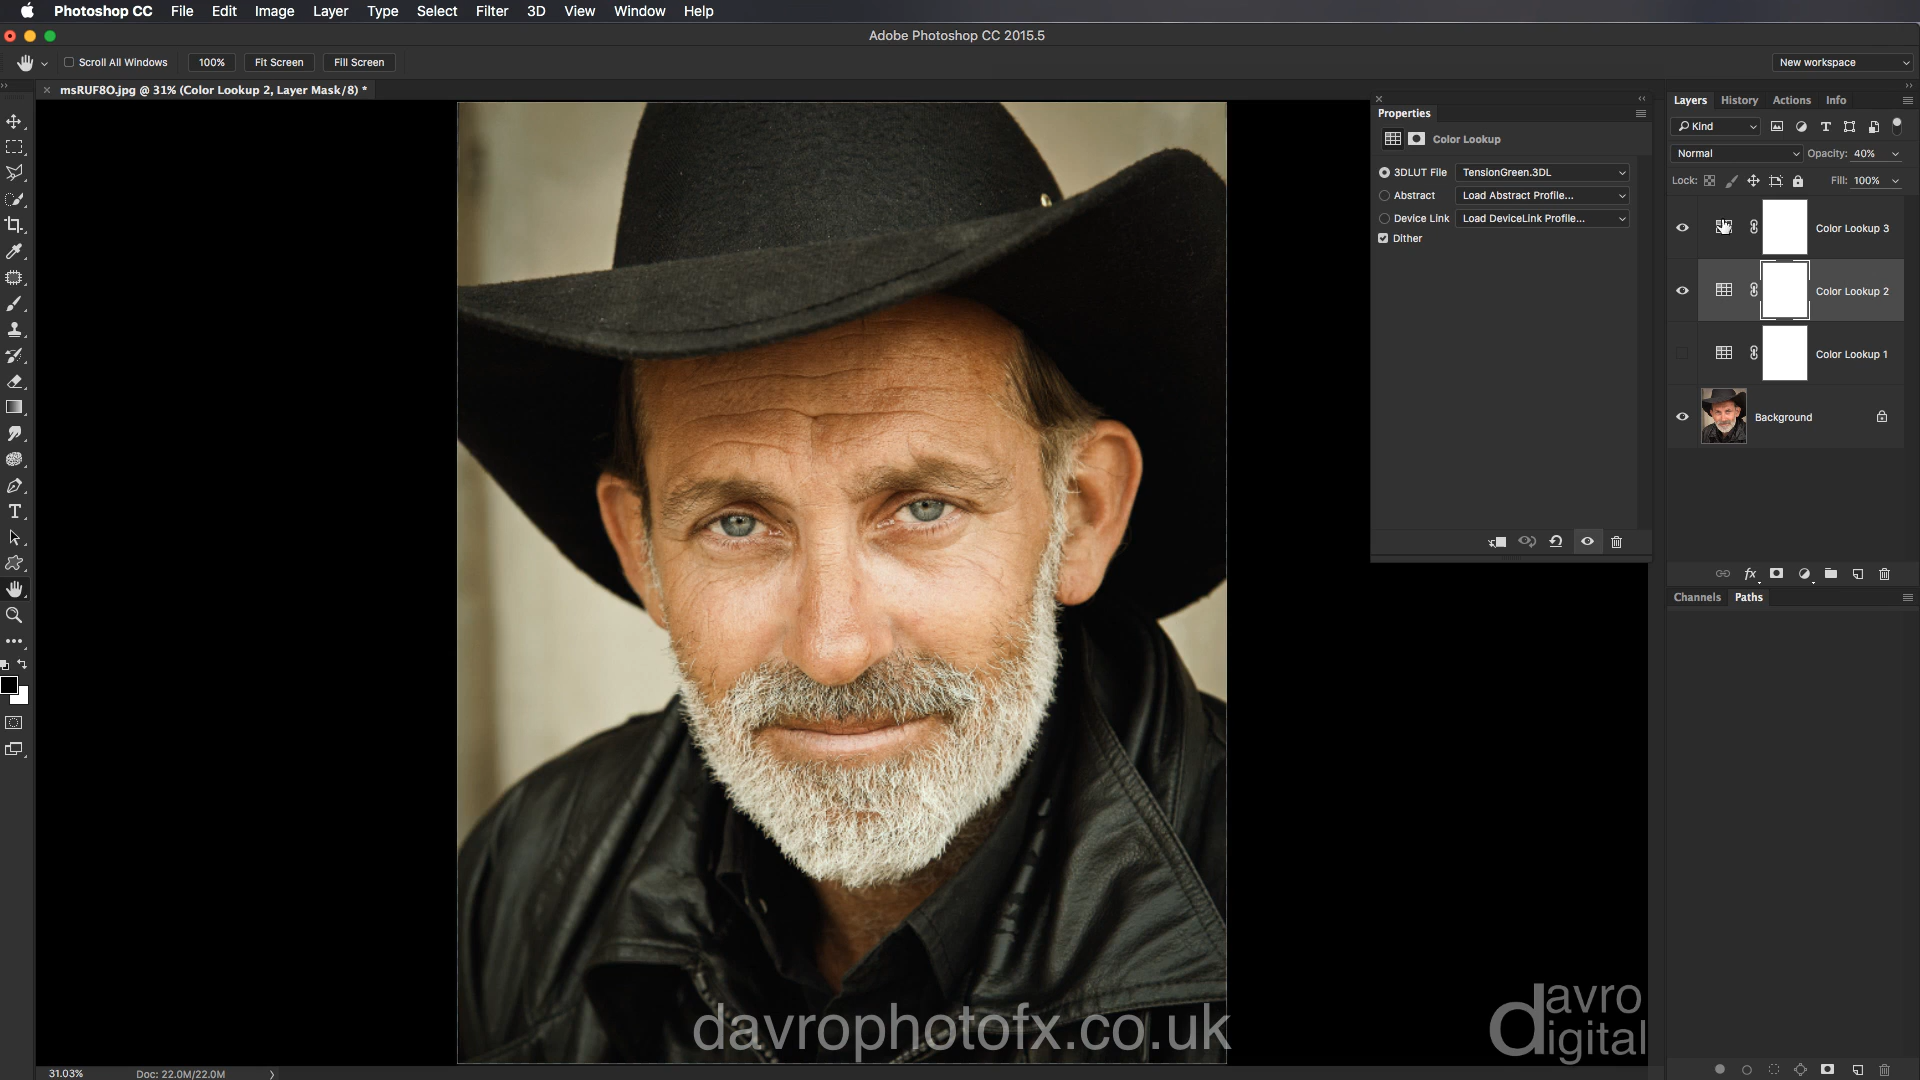 Photoshop CC File Edit Image Layer Type Select Filter 3D View Window Help
Adobe Photoshop CC 2015.5
Scroll All Windows 100% Fit Screen Fill Screen New workspace
msRUF8O.jpg @ 31% (Color Lookup 2, Layer Mask/8) *
Properties
Color Lookup
3DLUT File TensionGreen.3DL
Abstract Load Abstract Profile...
Device Link Load DeviceLink Profile...
Dither
Layers History Actions Info
Kind
Normal Opacity: 40%
Lock: Fill: 100%
Color Lookup 3
Color Lookup 2
Color Lookup 1
Background
fx
Channels Paths
davrophotofx.co.uk
davro
digital
31.03% Doc: 22.0M/22.0M